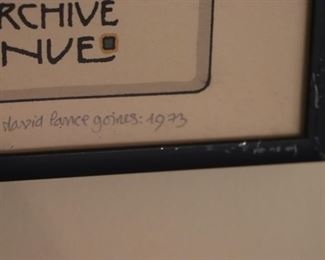 RCHIVE
NUE
david lance goines: 1973